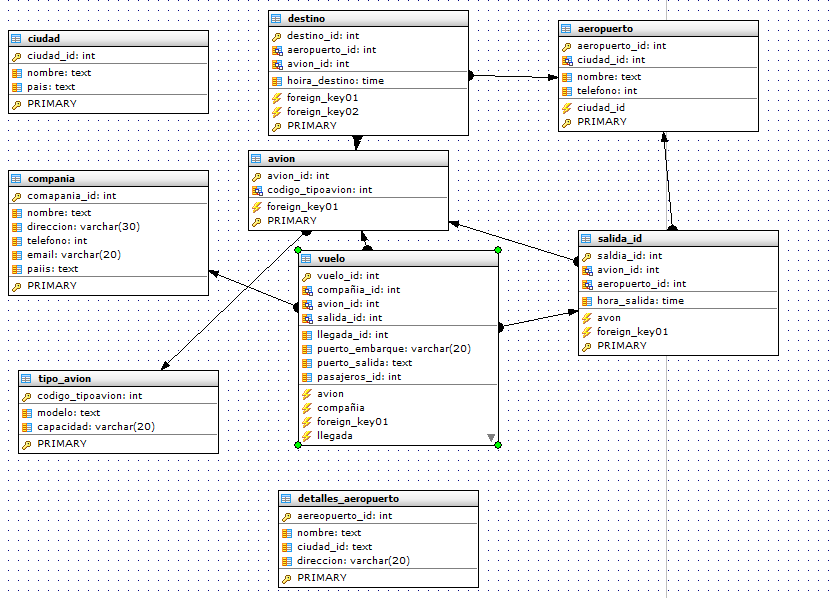 ciudad
ciudad_id: int
nombre: text
pais: text
PRIMARY
destino
destino_id: int
aeropuerto_id: int
avion_id: int
hoira_destino: time
foreign_key01
foreign_key02
PRIMARY
aeropuerto
aeropuerto_id: int
ciudad_id: int
nombre: text
telefono: int
ciudad_id
PRIMARY
compania
comapania_id: int
nombre: text
direccion: varchar(30)
telefono: int
email: varchar(20)
paiis: text
PRIMARY
avion
avion_id: int
codigo_tipoavion: int
foreign_key01
PRIMARY
vuelo
vuelo_id: int
compañia_id: int
avion_id: int
salida_id: int
llegada_id: int
puerto_embarque: varchar(20)
puerto_salida: text
pasajeros_id: int
avion
compañia
foreign_key01
llegada
salida_id
saldia_id: int
avion_id: int
aeropuerto_id: int
hora_salida: time
avon
foreign_key01
PRIMARY
tipo_avion
codigo_tipoavion: int
modelo: text
capacidad: varchar(20)
PRIMARY
detalles_aeropuerto
aereopuerto_id: int
nombre: text
ciudad_id: text
direccion: varchar(20)
PRIMARY